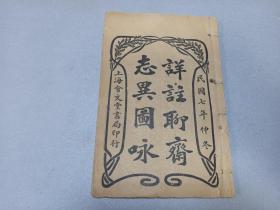 民國七年仲冬
詳註聊齋
志異圖咏
上海會文堂書局印行